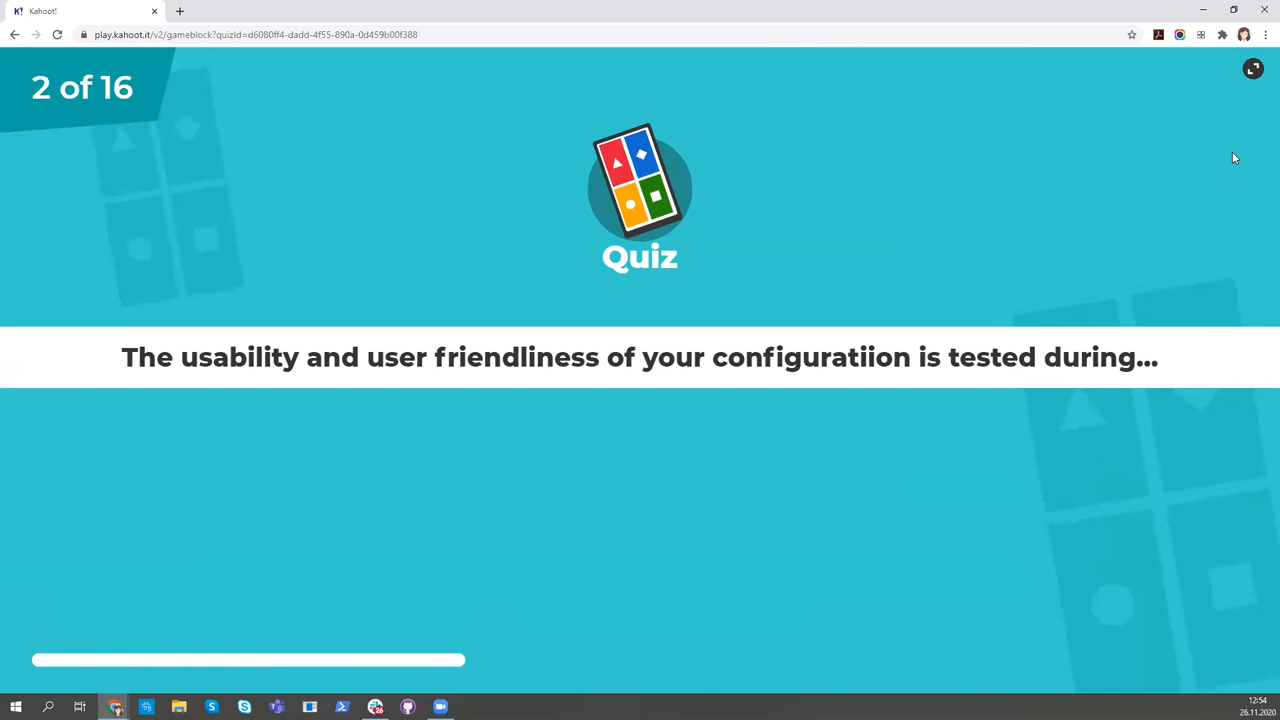 K! Kahoot!
play.kahoot.it/v2/gameblock?quizId=d6080ff4-dadd-4f55-890a-0d459b00f388
2 of 16
Quiz
The usability and user friendliness of your configuratiion is tested during...
12:54
26.11.2020